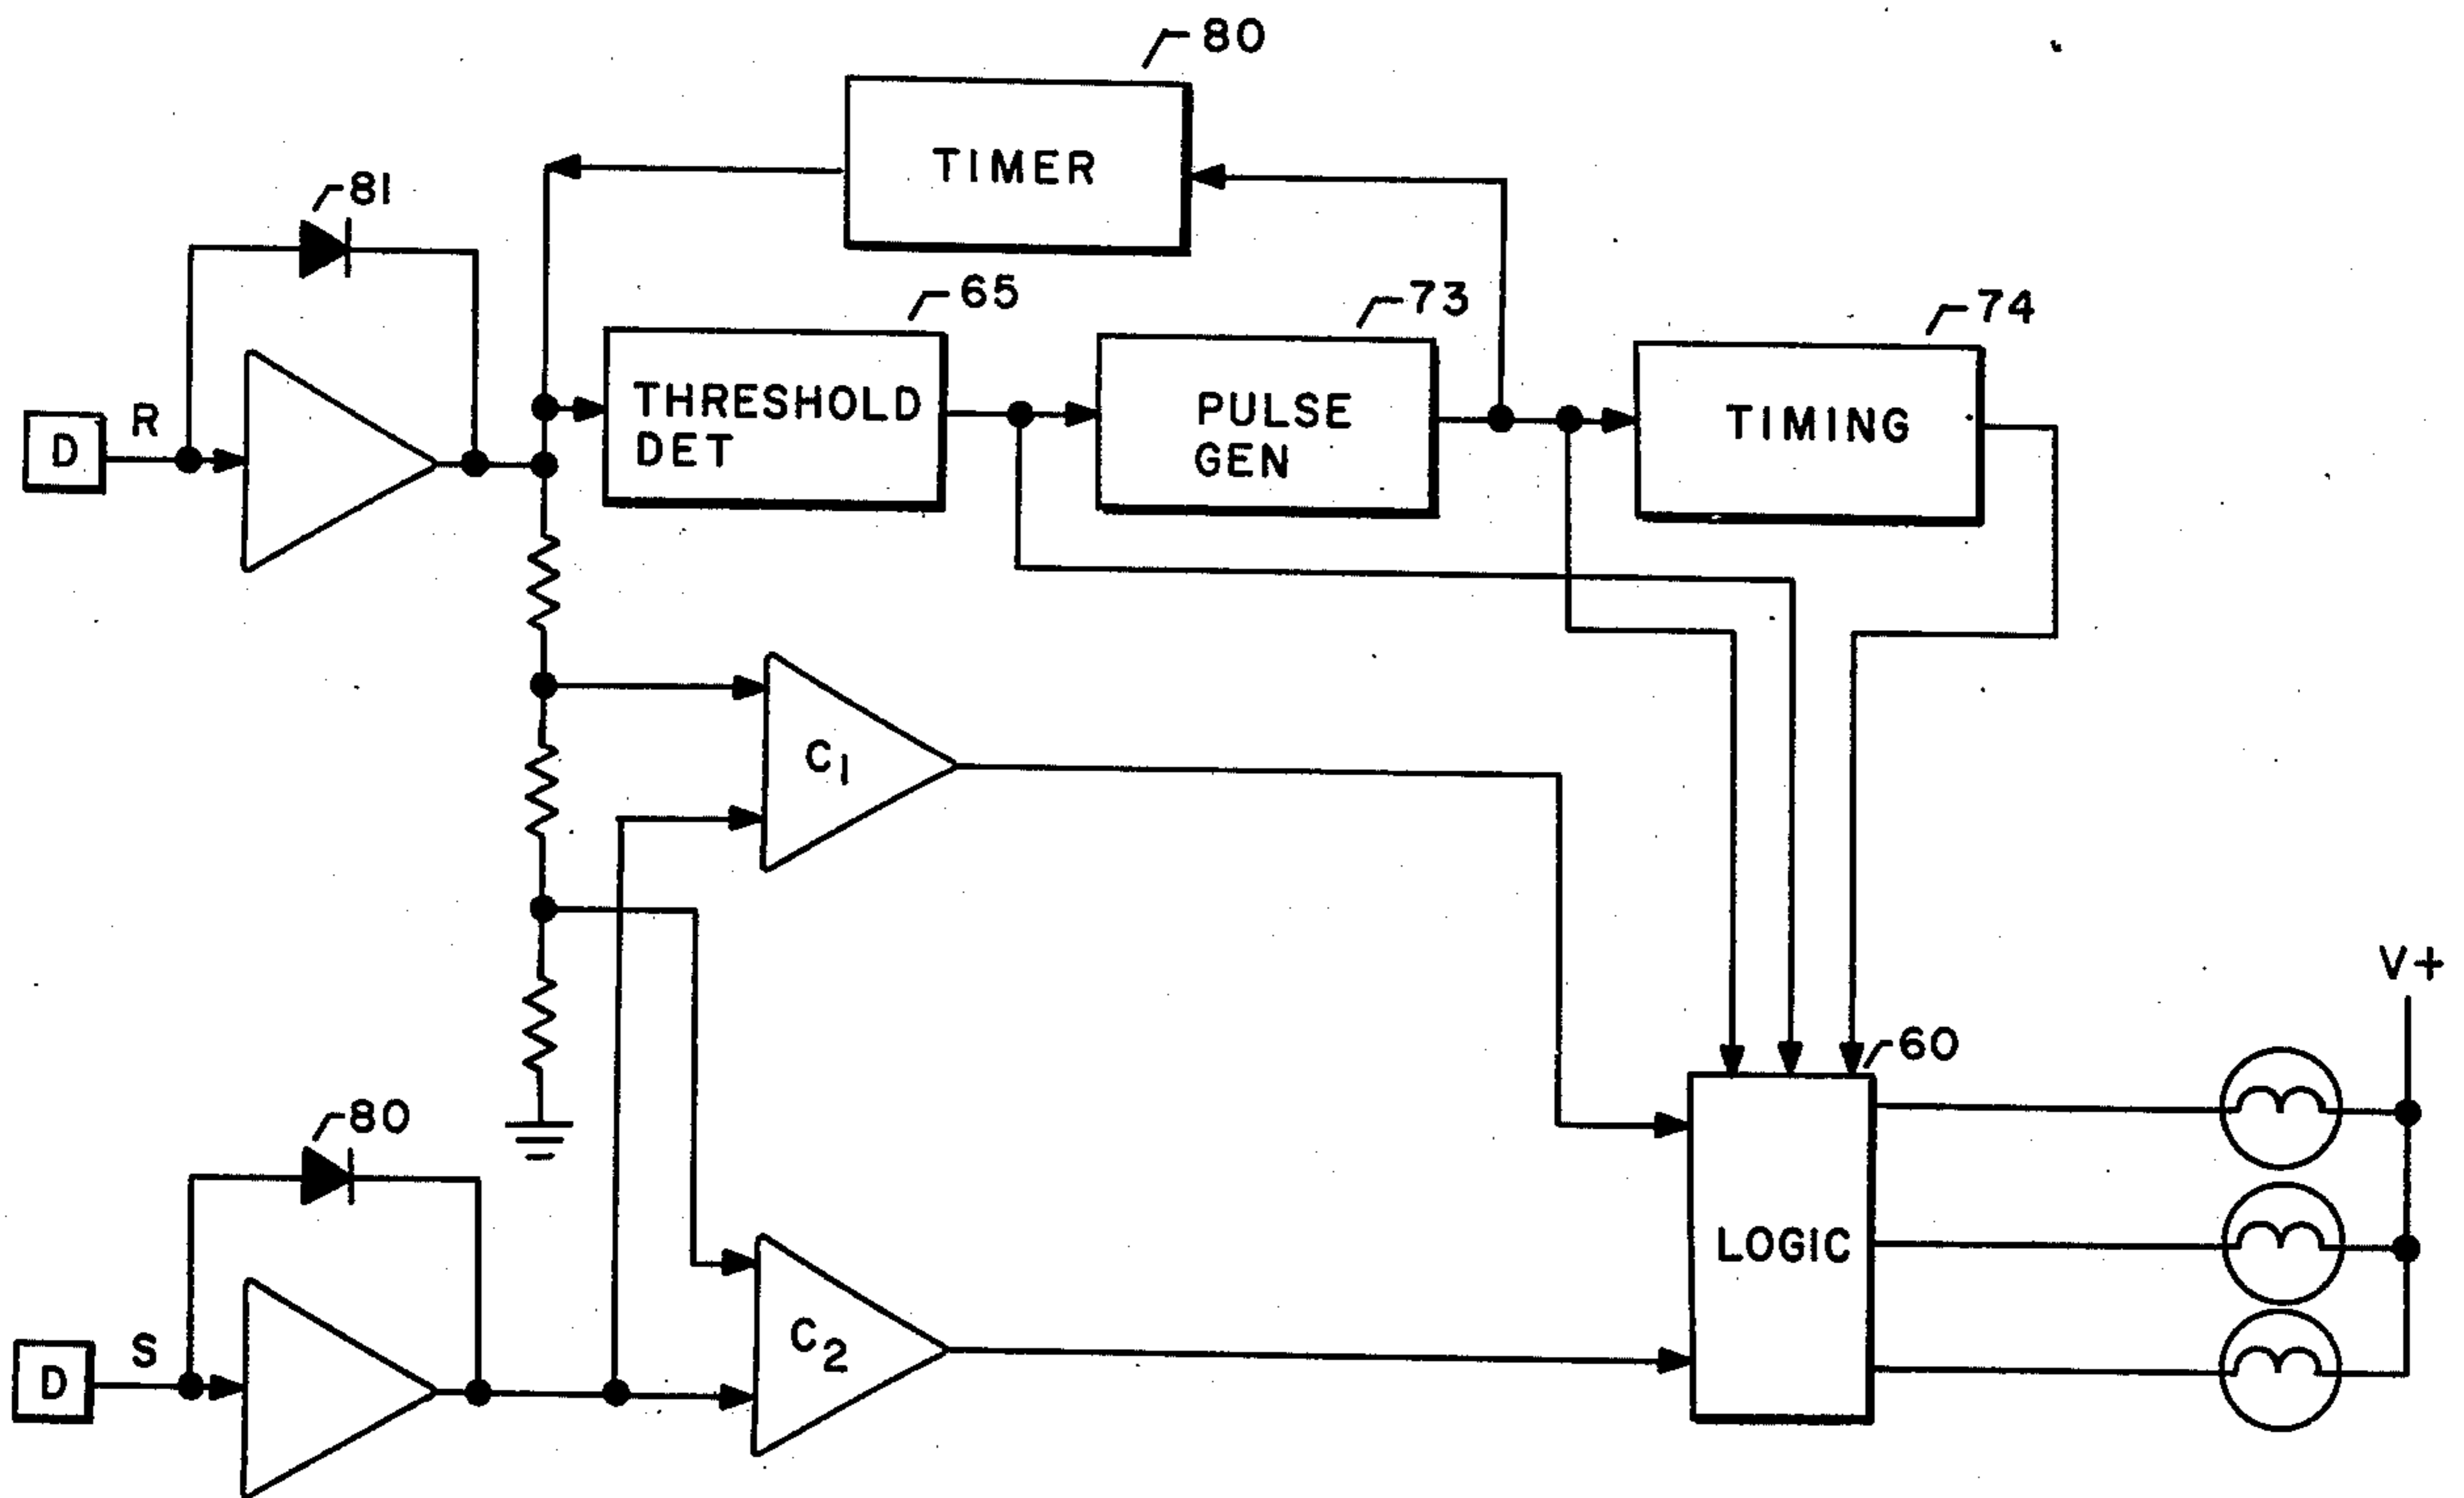 80
TIMER
81
65
73
74
THRESHOLD
DET
PULSE
GEN
TIMING
R
D
C1
V+
60
80
LOGIC
S
D
C2